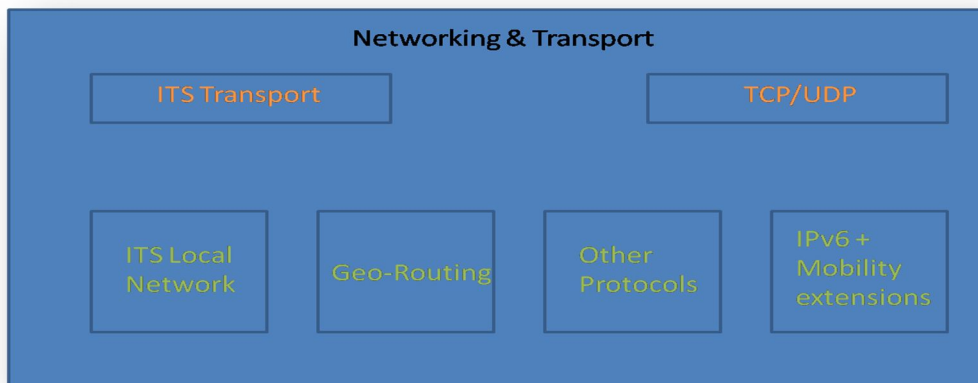 Networking & Transport
ITS Transport
TCP/UDP
ITS Local
Network
Geo-Routing
Other
Protocols
IPv6 +
Mobility
extensions